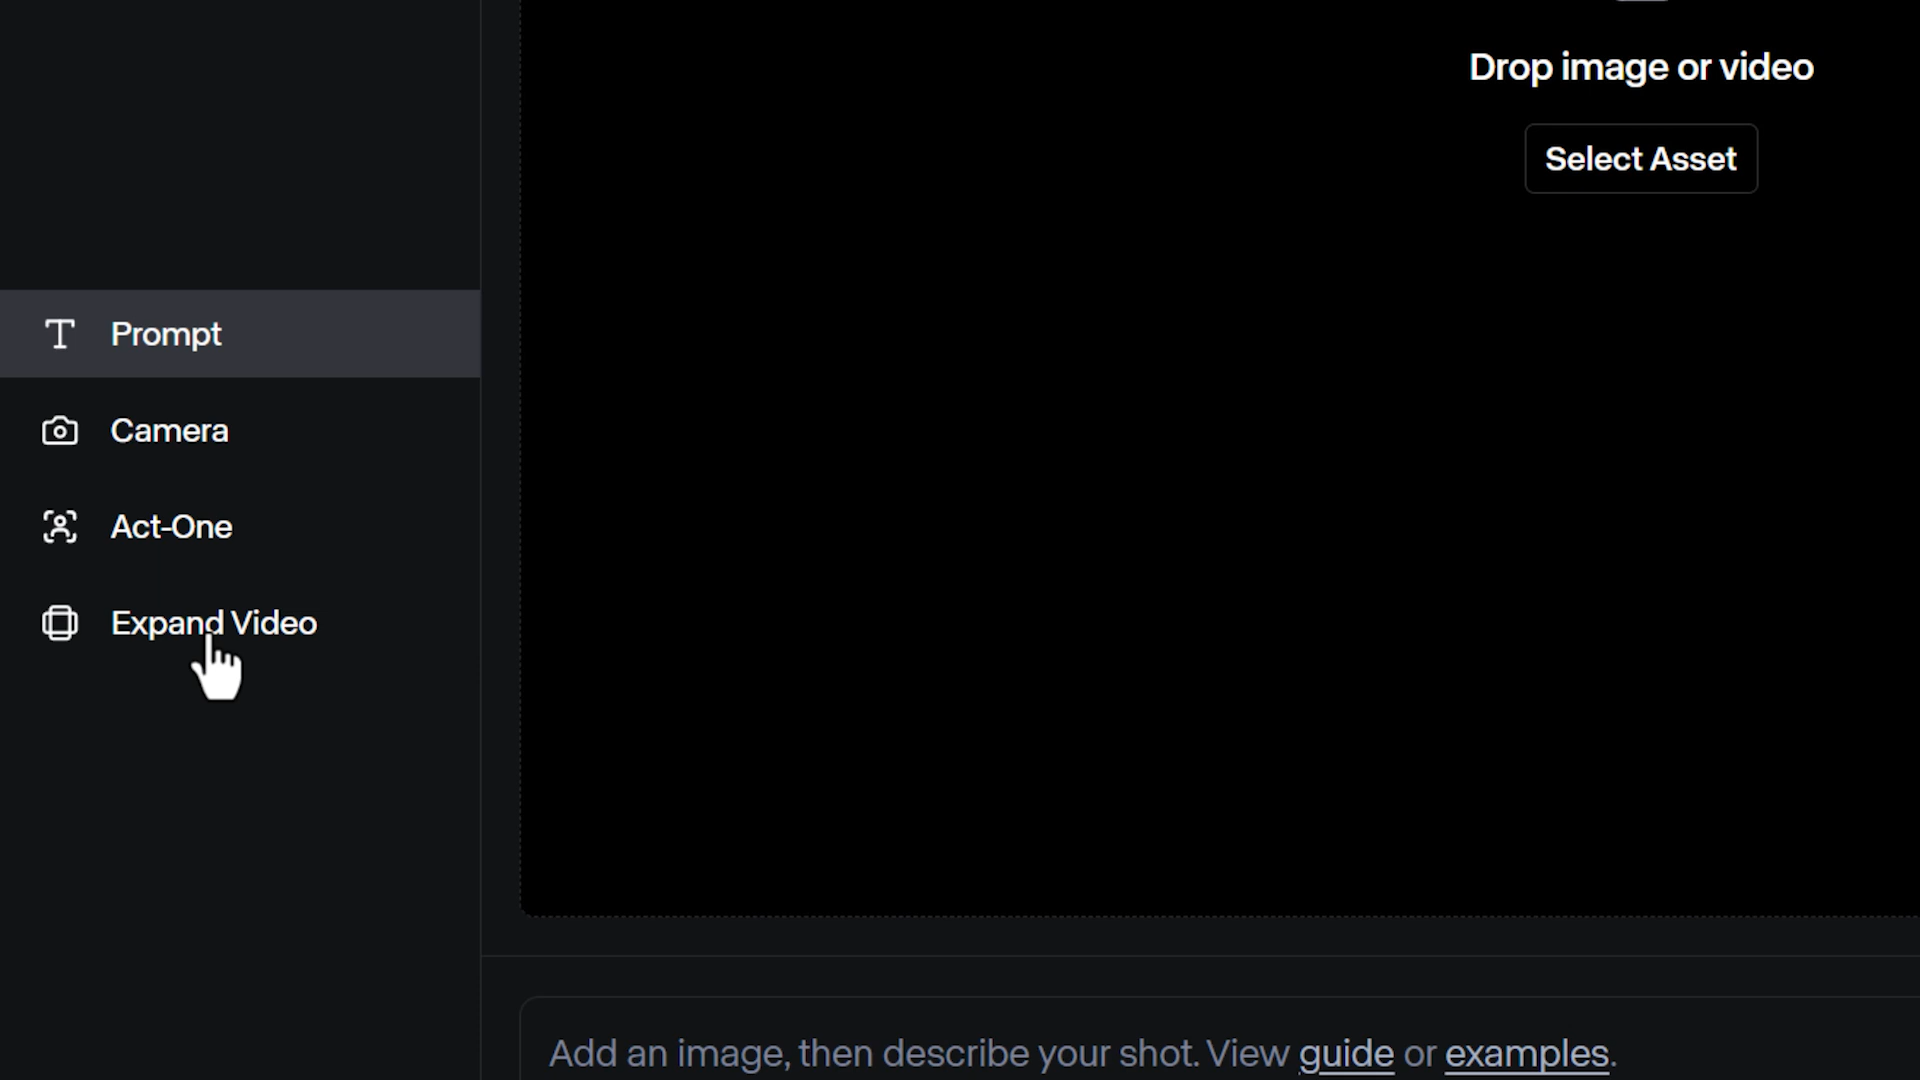 Drop image or video
Select Asset
Prompt
Camera
Act-One
Expand Video
Add an image, then describe your shot. View guide or examples.